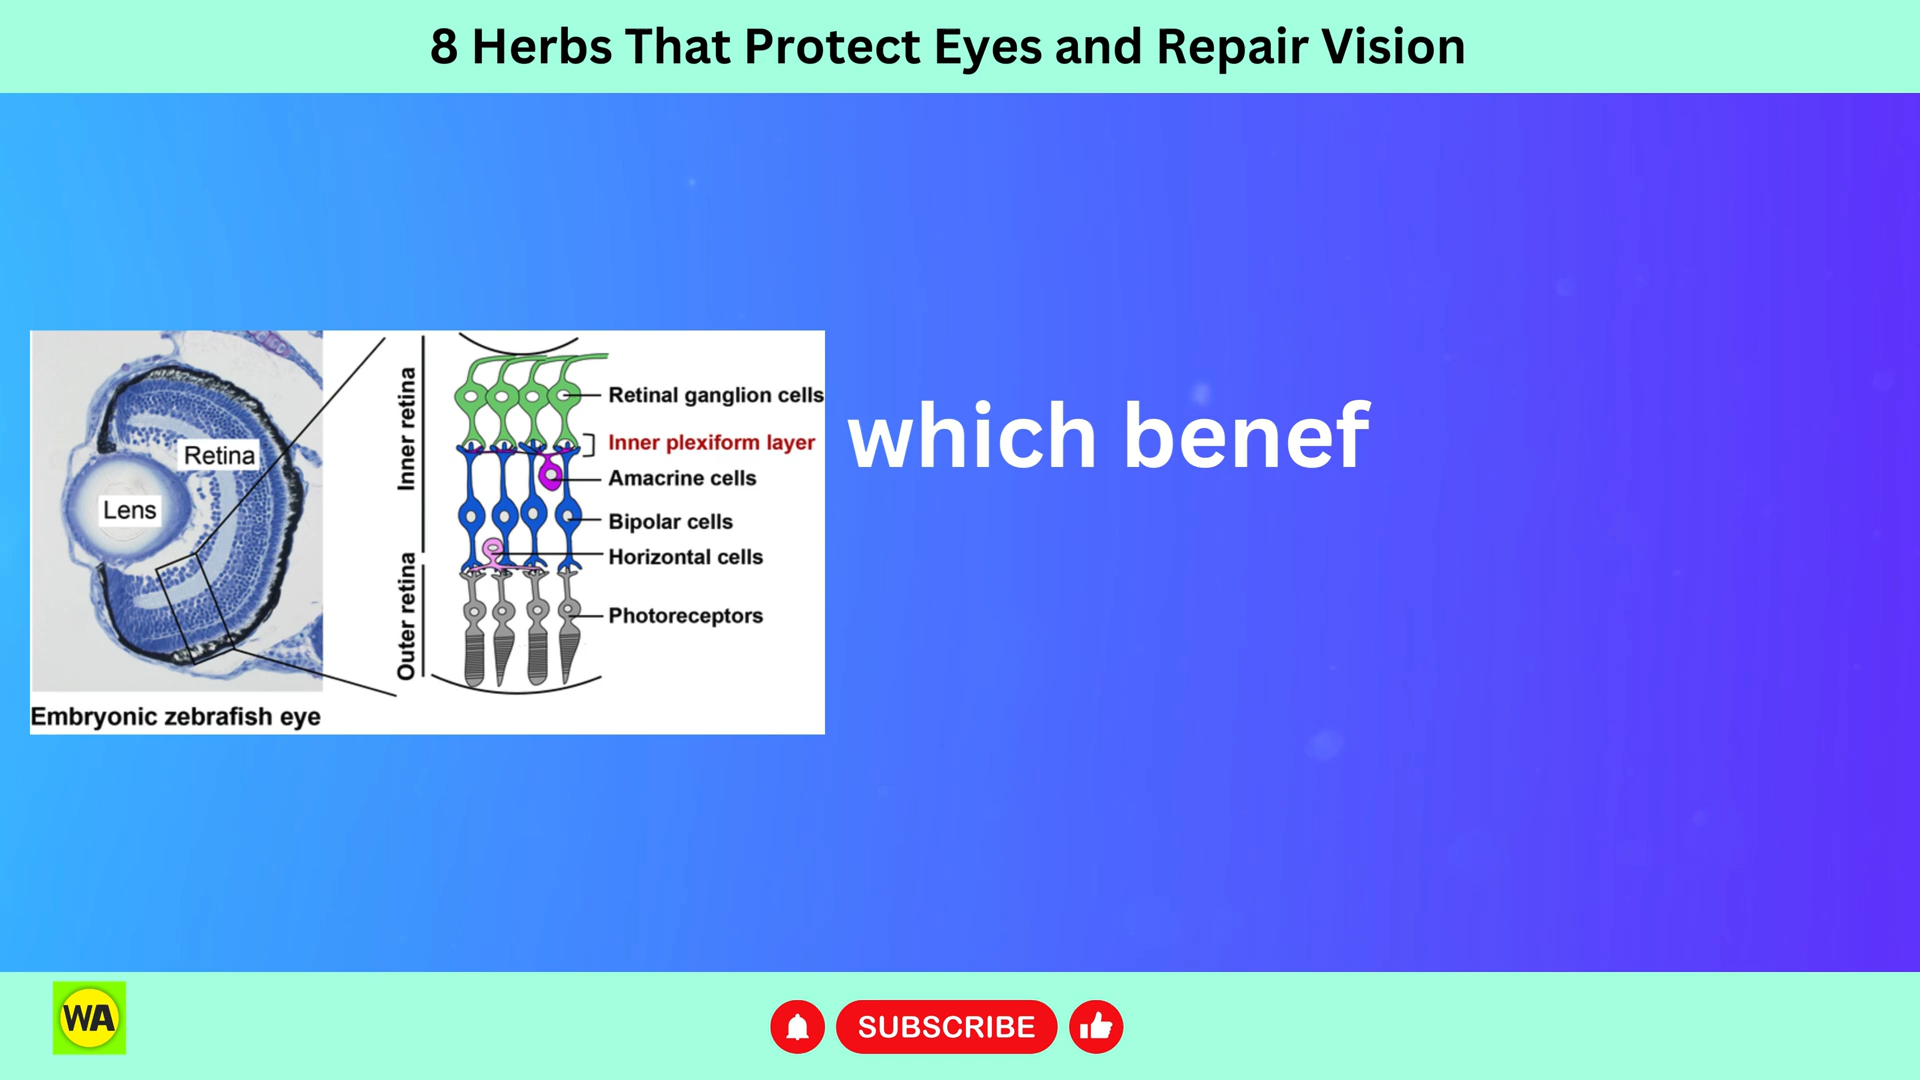 8 Herbs That Protect Eyes and Repair Vision
Retina
Lens
Embryonic zebrafish eye
Inner retina
Outer retina
Retinal ganglion cells
Inner plexiform layer
Amacrine cells
Bipolar cells
Horizontal cells
Photoreceptors
which benef
WA
SUBSCRIBE